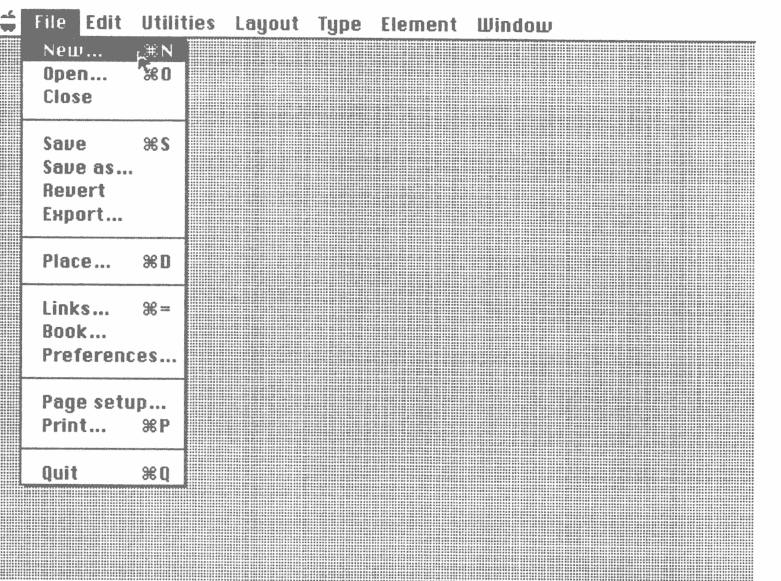 File Edit Utilities Layout Type Element Window
New... ⌘N
Open... ⌘O
Close
Save ⌘S
Save as...
Revert
Export...
Place... ⌘D
Links... ⌘=
Book...
Preferences...
Page setup...
Print... ⌘P
Quit ⌘Q